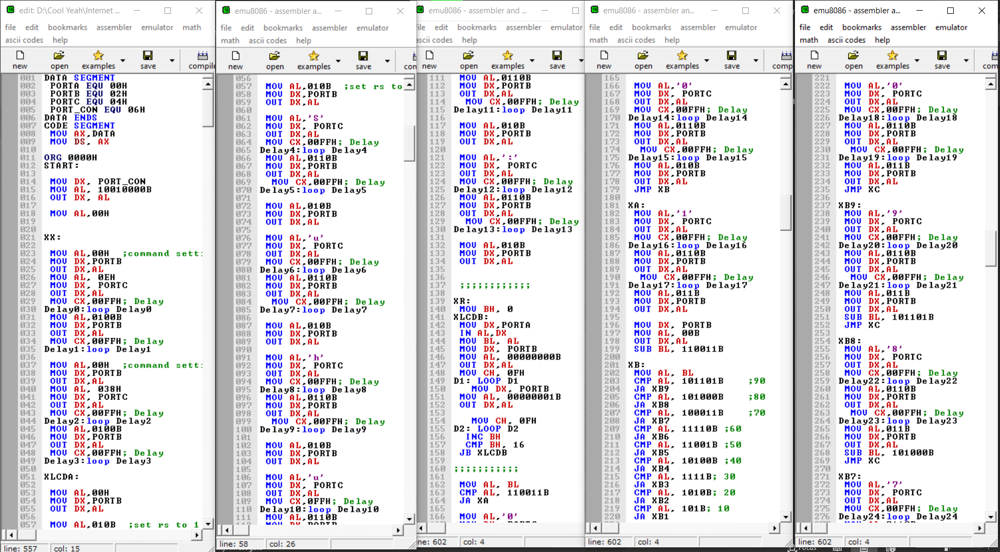 edit: D:\Cool Yeah\Internet ...
file edit bookmarks assembler emulator math
ascii codes help
new open examples save compile
001 DATA SEGMENT
002 PORTA EQU 00H
003 PORTB EQU 02H
004 PORTC EQU 04H
005 PORT_CON EQU 06H
006 DATA ENDS
007 CODE SEGMENT
008 MOV AX,DATA
009 MOV DS, AX
010
011 ORG 0000H
012 START:
013
014 MOV DX, PORT_CON
015 MOV AL, 10010000B
016 OUT DX, AL
017
018 MOV AL,00H
019
020
021 XX:
022
023 MOV AL,00H ;command setti
024 MOV DX,PORTB
025 OUT DX,AL
026 MOV AL, 0EH
027 MOV DX, PORTC
028 OUT DX,AL
029 MOV CX,00FFH; Delay
030 Delay0:loop Delay0
031 MOV AL,0100B
032 MOV DX,PORTB
033 OUT DX,AL
034 MOV CX,00FFH; Delay
035 Delay1:loop Delay1
036
037 MOV AL,00H ;command setti
038 MOV DX,PORTB
039 OUT DX,AL
040 MOV AL, 038H
041 MOV DX, PORTC
042 OUT DX,AL
043 MOV CX,00FFH; Delay
044 Delay2:loop Delay2
045 MOV AL,0100B
046 MOV DX,PORTB
047 OUT DX,AL
048 MOV CX,00FFH; Delay
049 Delay3:loop Delay3
050
051 XLCDA:
052
053 MOV AL,00H
054 MOV DX,PORTB
055 OUT DX,AL
056
057 MOV AL,010B ;set rs to 1
line: 557 col: 15
emu8086 - assembler a...
file edit bookmarks assembler emulator
math ascii codes help
new open examples save con
056
057 MOV AL,010B ;set rs to
058 MOV DX,PORTB
059 OUT DX,AL
060
061 MOV AL,'S'
062 MOV DX, PORTC
063 OUT DX,AL
064 MOV CX,00FFH; Delay
065 Delay4:loop Delay4
066 MOV AL,0110B
067 MOV DX,PORTB
068 OUT DX,AL
069 MOV CX,00FFH; Delay
070 Delay5:loop Delay5
071
072 MOV AL,010B
073 MOV DX,PORTB
074 OUT DX,AL
075
076 MOV AL,'u'
077 MOV DX, PORTC
078 OUT DX,AL
079 MOV CX,00FFH; Delay
080 Delay6:loop Delay6
081 MOV AL,0110B
082 MOV DX,PORTB
083 OUT DX,AL
084 MOV CX,00FFH; Delay
085 Delay7:loop Delay7
086
087 MOV AL,010B
088 MOV DX,PORTB
089 OUT DX,AL
090
091 MOV AL,'h'
092 MOV DX, PORTC
093 OUT DX,AL
094 MOV CX,00FFH; Delay
095 Delay8:loop Delay8
096 MOV AL,0110B
097 MOV DX,PORTB
098 OUT DX,AL
099 MOV CX,00FFH; Delay
100 Delay9:loop Delay9
101
102 MOV AL,010B
103 MOV DX,PORTB
104 OUT DX,AL
105
106 MOV AL,'u'
107 MOV DX, PORTC
108 OUT DX,AL
109 MOV CX,0FFH; Delay
110 Delay10:loop Delay10
111 MOV AL,0110B
line: 58 col: 26
emu8086 - assembler and ...
file edit bookmarks assembler emulator
ascii codes help
new open examples save
111 MOV AL,0110B
112 MOV DX,PORTB
113 OUT DX,AL
114 MOV CX,00FFH; Delay
115 Delay11:loop Delay11
116
117 MOV AL,010B
118 MOV DX,PORTB
119 OUT DX,AL
120
121 MOV AL,':'
122 MOV DX, PORTC
123 OUT DX,AL
124 MOV CX,00FFH; Delay
125 Delay12:loop Delay12
126 MOV AL,0110B
127 MOV DX,PORTB
128 OUT DX,AL
129 MOV CX,00FFH; Delay
130 Delay13:loop Delay13
131
132 MOV AL,010B
133 MOV DX,PORTB
134 OUT DX,AL
135
136
137 ;;;;;;;;;;;;
138
139 XR:
140 MOV BH, 0
141 XLCDB:
142 MOV DX,PORTA
143 IN AL,DX
144 MOV BL, AL
145 MOV DX, PORTB
146 MOV AL, 00000000B
147 OUT DX,AL
148 MOV CH, 0FH
149 D1: LOOP D1
150 MOV DX, PORTB
151 MOV AL, 00000001B
152 OUT DX,AL
153
154 MOV CH, 0FH
155 D2: LOOP D2
156 INC BH
157 CMP BH, 16
158 JB XLCDB
159
160 ;;;;;;;;;;;
161
162 MOV AL, BL
163 CMP AL, 110011B
164 JA XA
165
166 MOV AL,'0'
line: 602 col: 4
emu8086 - assembler an...
file edit bookmarks assembler emulator
math ascii codes help
new open examples save comp
165
166 MOV AL,'0'
167 MOV DX, PORTC
168 OUT DX,AL
169 MOV CX,00FFH; Delay
170 Delay14:loop Delay14
171 MOV AL,0110B
172 MOV DX,PORTB
173 OUT DX,AL
174 MOV CX,00FFH; Delay
175 Delay15:loop Delay15
176 MOV AL,010B
177 MOV DX,PORTB
178 OUT DX,AL
179 JMP XB
180
181 XA:
182 MOV AL,'1'
183 MOV DX, PORTC
184 OUT DX,AL
185 MOV CX,00FFH; Delay
186 Delay16:loop Delay16
187 MOV AL,0110B
188 MOV DX,PORTB
189 OUT DX,AL
190 MOV CX,00FFH; Delay
191 Delay17:loop Delay17
192 MOV AL,011B
193 MOV DX,PORTB
194 OUT DX,AL
195
196 MOV DX, PORTB
197 MOV AL, 00B
198 OUT DX,AL
199 SUB BL, 110011B
200
201 XB:
202 MOV AL, BL
203 CMP AL, 101101B ;90
204 JA XB9
205 CMP AL, 101000B ;80
206 JA XB8
207 CMP AL, 100011B ;70
208 JA XB7
209 CMP AL, 11110B ;60
210 JA XB6
211 CMP AL, 11001B ;50
212 JA XB5
213 CMP AL, 10100B ;40
214 JA XB4
215 CMP AL, 1111B; 30
216 JA XB3
217 CMP AL, 1010B; 20
218 JA XB2
219 CMP AL, 101B; 10
220 JA XB1
line: 602 col: 4
emu8086 - assembler a...
file edit bookmarks assembler emulator
math ascii codes help
new open examples save com
221
222 MOV AL,'0'
223 MOV DX, PORTC
224 OUT DX,AL
225 MOV CX,00FFH; Delay
226 Delay18:loop Delay18
227 MOV AL,0110B
228 MOV DX,PORTB
229 OUT DX,AL
230 MOV CX,00FFH; Delay
231 Delay19:loop Delay19
232 MOV AL,011B
233 MOV DX,PORTB
234 OUT DX,AL
235 JMP XC
236
237 XB9:
238 MOV AL,'9'
239 MOV DX, PORTC
240 OUT DX,AL
241 MOV CX,00FFH; Delay
242 Delay20:loop Delay20
243 MOV AL,0110B
244 MOV DX,PORTB
245 OUT DX,AL
246 MOV CX,00FFH; Delay
247 Delay21:loop Delay21
248 MOV AL,011B
249 MOV DX,PORTB
250 OUT DX,AL
251 SUB BL, 101101B
252 JMP XC
253
254 XB8:
255 MOV AL,'8'
256 MOV DX, PORTC
257 OUT DX,AL
258 MOV CX,00FFH; Delay
259 Delay22:loop Delay22
260 MOV AL,0110B
261 MOV DX,PORTB
262 OUT DX,AL
263 MOV CX,00FFH; Delay
264 Delay23:loop Delay23
265 MOV AL,011B
266 MOV DX,PORTB
267 OUT DX,AL
268 SUB BL, 101000B
269 JMP XC
270
271 XB7:
272 MOV AL,'7'
273 MOV DX, PORTC
274 OUT DX,AL
275 MOV CX,00FFH; Delay
276 Delay24:loop Delay24
line: 602 col: 4
Focus